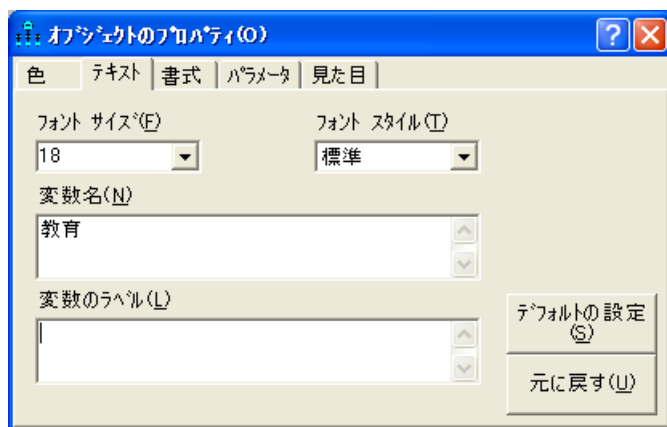 ｵﾌﾞｼﾞｪｸﾄのﾌﾟﾛﾊﾟﾃｨ(O)
色 テキスト 書式 ﾊﾟﾗﾒｰﾀ 見た目
ﾌｫﾝﾄ ｻｲｽﾞ(F) ﾌｫﾝﾄ ｽﾀｲﾙ(T)
18 標準
変数名(N)
教育
変数のﾗﾍﾞﾙ(L)
ﾃﾞﾌｫﾙﾄの設定
(S)
元に戻す(U)